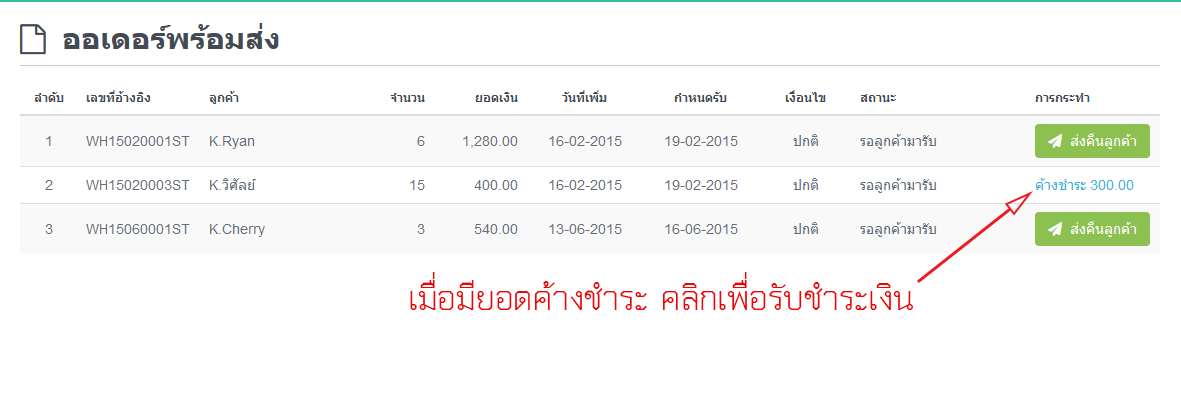 ออเดอร์พร้อมส่ง
ลำดับ เลขที่อ้างอิง ลูกค้า จำนวน ยอดเงิน วันที่เพิ่ม กำหนดรับ เงื่อนไข สถานะ การกระทำ
1 WH15020001ST K.Ryan 6 1,280.00 16-02-2015 19-02-2015 ปกติ รอลูกค้ามารับ ส่งคืนลูกค้า
2 WH15020003ST K.วิศัลย์ 15 400.00 16-02-2015 19-02-2015 ปกติ รอลูกค้ามารับ ค้างชำระ 300.00
3 WH15060001ST K.Cherry 3 540.00 13-06-2015 16-06-2015 ปกติ รอลูกค้ามารับ ส่งคืนลูกค้า
เมื่อมียอดค้างชำระ คลิกเพื่อรับชำระเงิน